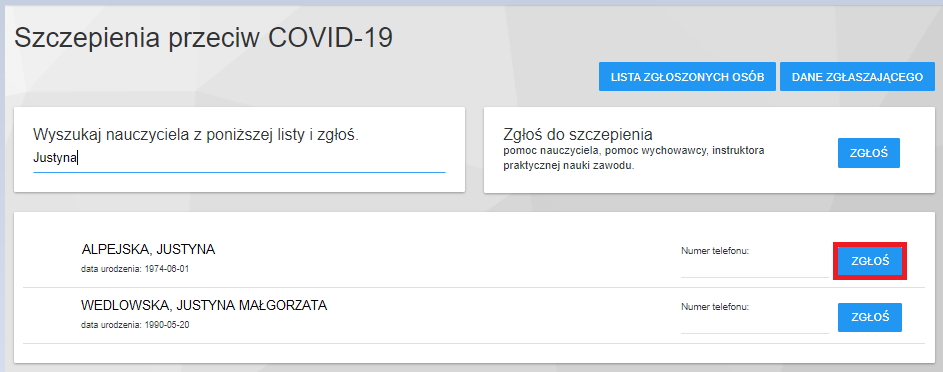 Szczepienia przeciw COVID-19
LISTA ZGŁOSZONYCH OSÓB
DANE ZGŁASZAJĄCEGO
Wyszukaj nauczyciela z poniższej listy i zgłoś.
Justyna
Zgłoś do szczepienia
pomoc nauczyciela, pomoc wychowawcy, instruktora
praktycznej nauki zawodu.
ZGŁOŚ
ALPEJSKA, JUSTYNA
data urodzenia: 1974-06-01
Numer telefonu:
ZGŁOŚ
WEDLOWSKA, JUSTYNA MAŁGORZATA
data urodzenia: 1990-05-20
Numer telefonu:
ZGŁOŚ